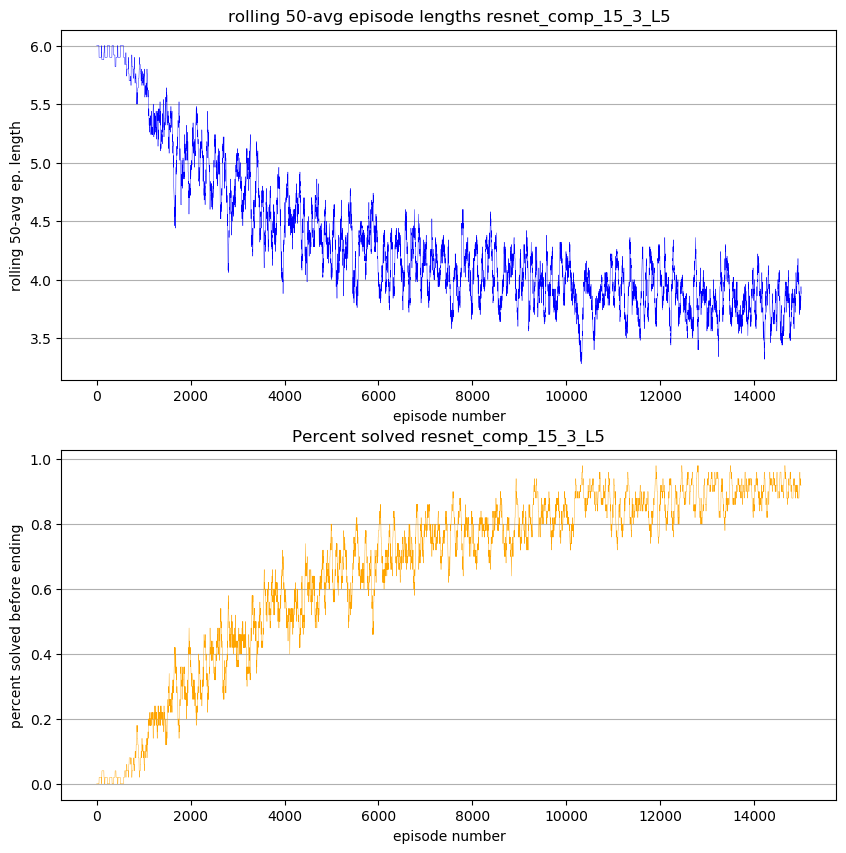 rolling 50-avg episode lengths resnet_comp_15_3_L5
rolling 50-avg ep. length
6.0
5.5
5.0
4.5
4.0
3.5
0 2000 4000 6000 8000 10000 12000 14000
episode number
Percent solved resnet_comp_15_3_L5
percent solved before ending
1.0
0.8
0.6
0.4
0.2
0.0
0 2000 4000 6000 8000 10000 12000 14000
episode number